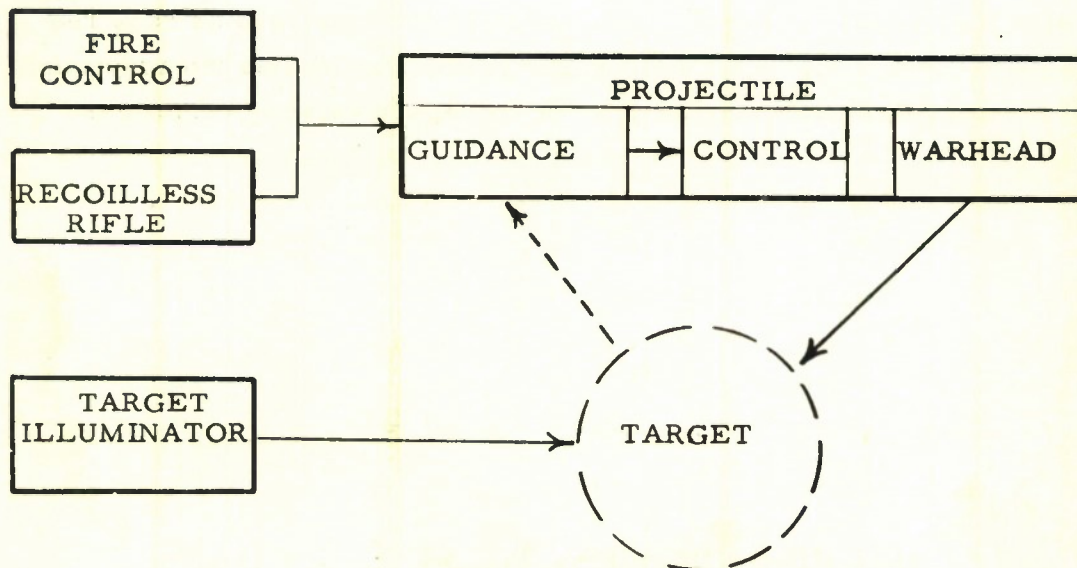 FIRE
CONTROL
PROJECTILE
GUIDANCE
CONTROL
WARHEAD
RECOILLESS
RIFLE
TARGET
ILLUMINATOR
TARGET